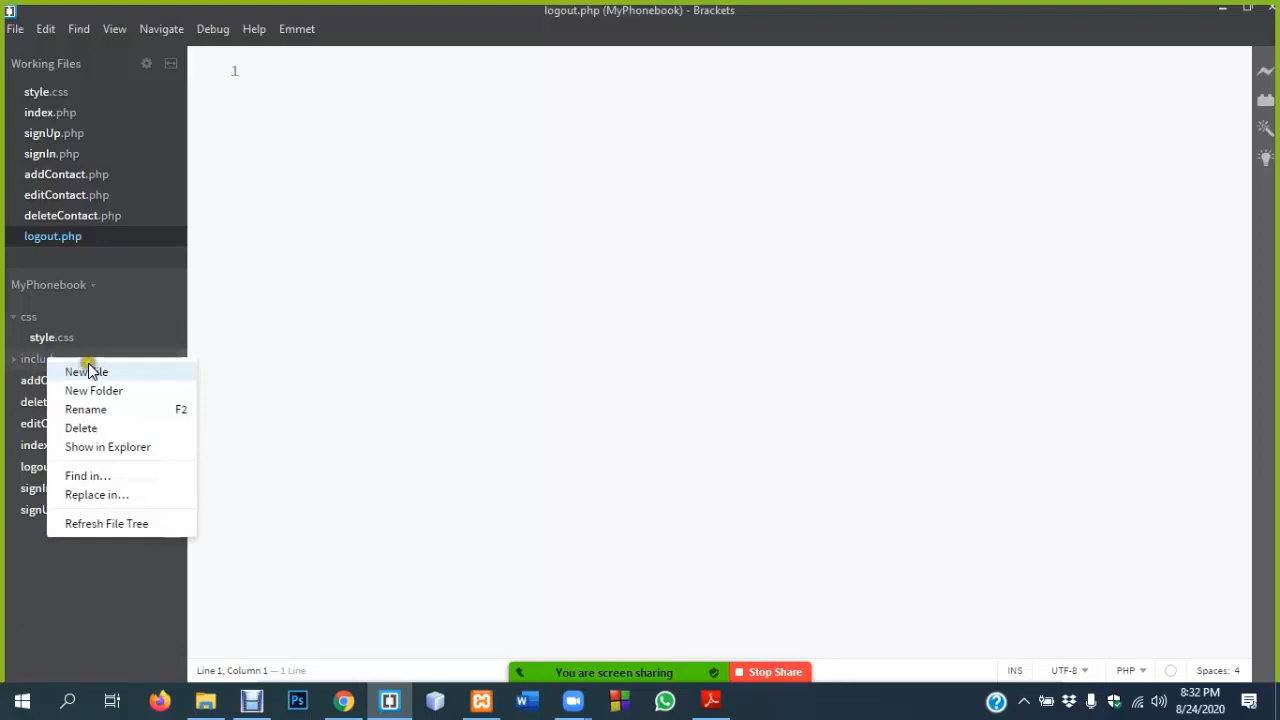 logout.php (MyPhonebook) - Brackets
File Edit Find View Navigate Debug Help Emmet
Working Files
style.css
index.php
signUp.php
signIn.php
addContact.php
editContact.php
deleteContact.php
logout.php
1
MyPhonebook
css
style.css
New File
New Folder
Rename F2
Delete
Show in Explorer
Find in...
Replace in...
Refresh File Tree
Line 1, Column 1 — 1 Line
You are screen sharing
Stop Share
INS UTF-8 PHP Spaces: 4
8:32 PM
8/24/2020